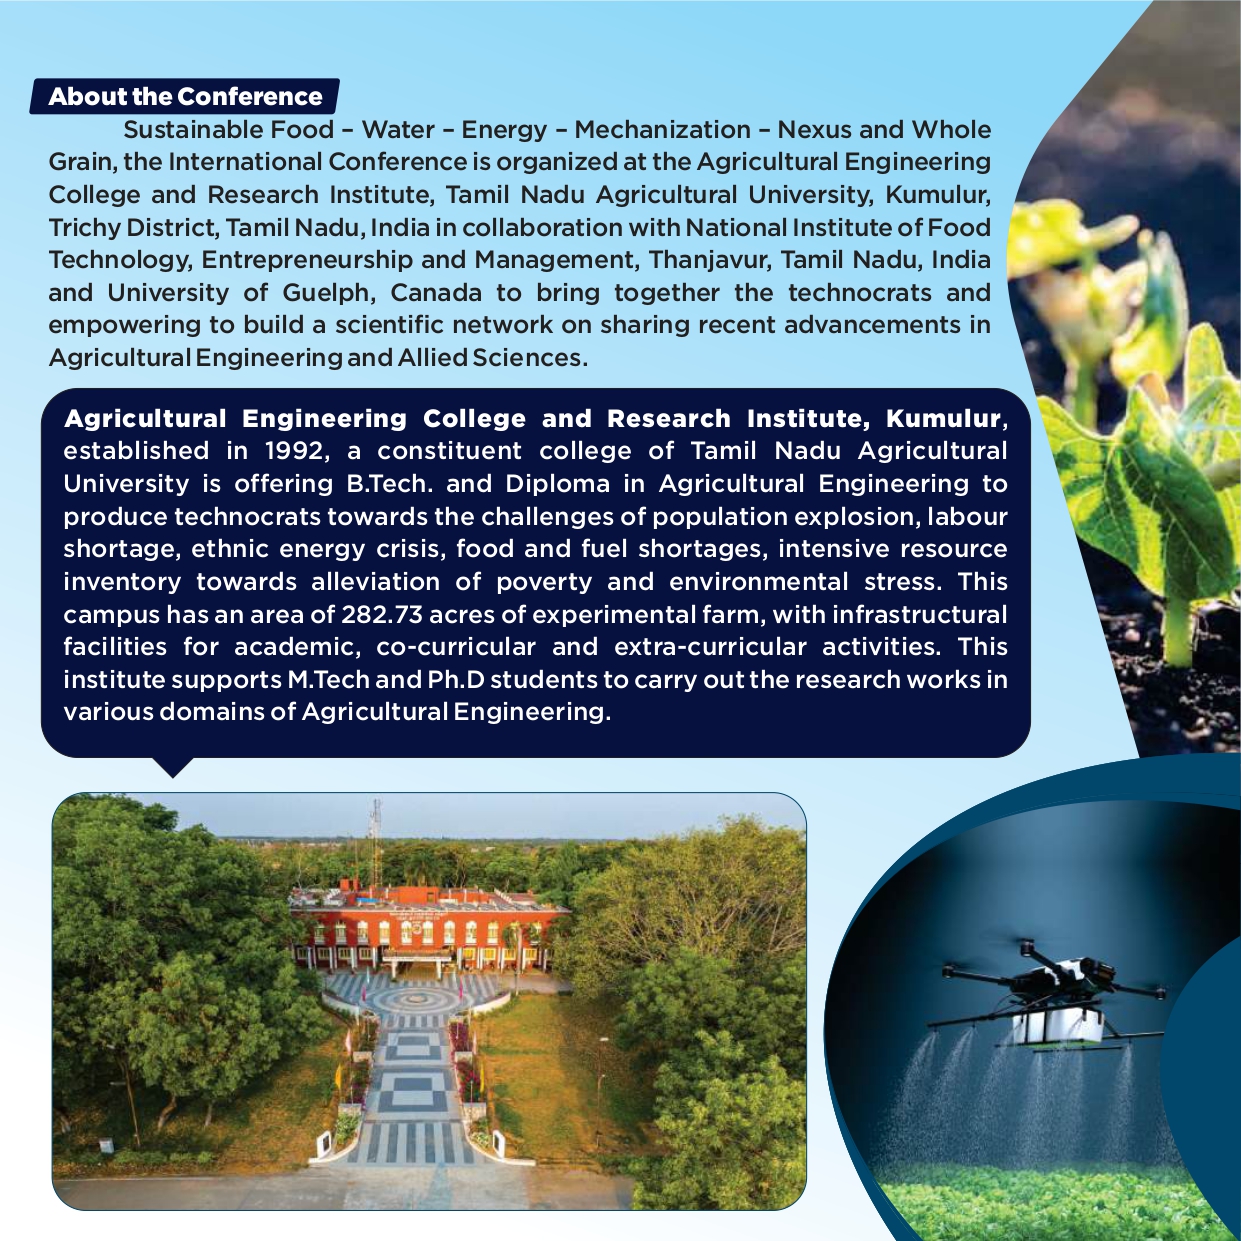 About the Conference
Sustainable Food – Water – Energy – Mechanization – Nexus and Whole
Grain, the International Conference is organized at the Agricultural Engineering
College and Research Institute, Tamil Nadu Agricultural University, Kumulur,
Trichy District, Tamil Nadu, India in collaboration with National Institute of Food
Technology, Entrepreneurship and Management, Thanjavur, Tamil Nadu, India
and University of Guelph, Canada to bring together the technocrats and
empowering to build a scientific network on sharing recent advancements in
Agricultural Engineering and Allied Sciences.
Agricultural Engineering College and Research Institute, Kumulur,
established in 1992, a constituent college of Tamil Nadu Agricultural
University is offering B.Tech. and Diploma in Agricultural Engineering to
produce technocrats towards the challenges of population explosion, labour
shortage, ethnic energy crisis, food and fuel shortages, intensive resource
inventory towards alleviation of poverty and environmental stress. This
campus has an area of 282.73 acres of experimental farm, with infrastructural
facilities for academic, co-curricular and extra-curricular activities. This
institute supports M.Tech and Ph.D students to carry out the research works in
various domains of Agricultural Engineering.